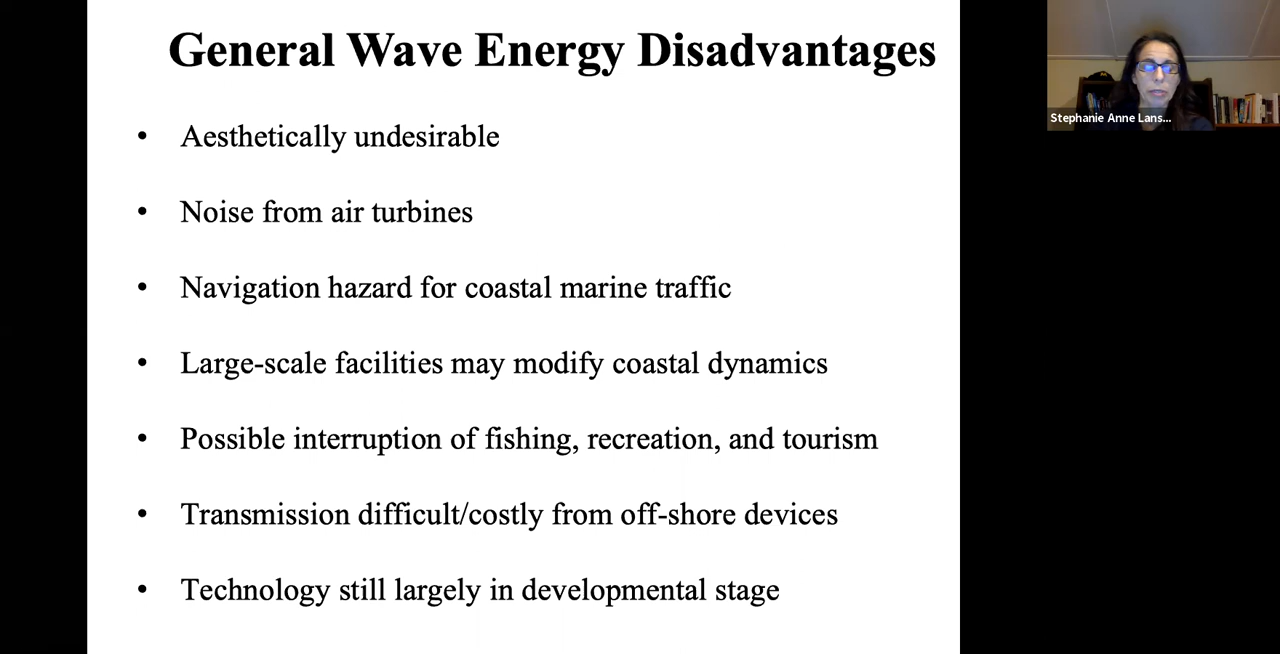 General Wave Energy Disadvantages
• Aesthetically undesirable
• Noise from air turbines
• Navigation hazard for coastal marine traffic
• Large-scale facilities may modify coastal dynamics
• Possible interruption of fishing, recreation, and tourism
• Transmission difficult/costly from off-shore devices
• Technology still largely in developmental stage
Stephanie Anne Lans...